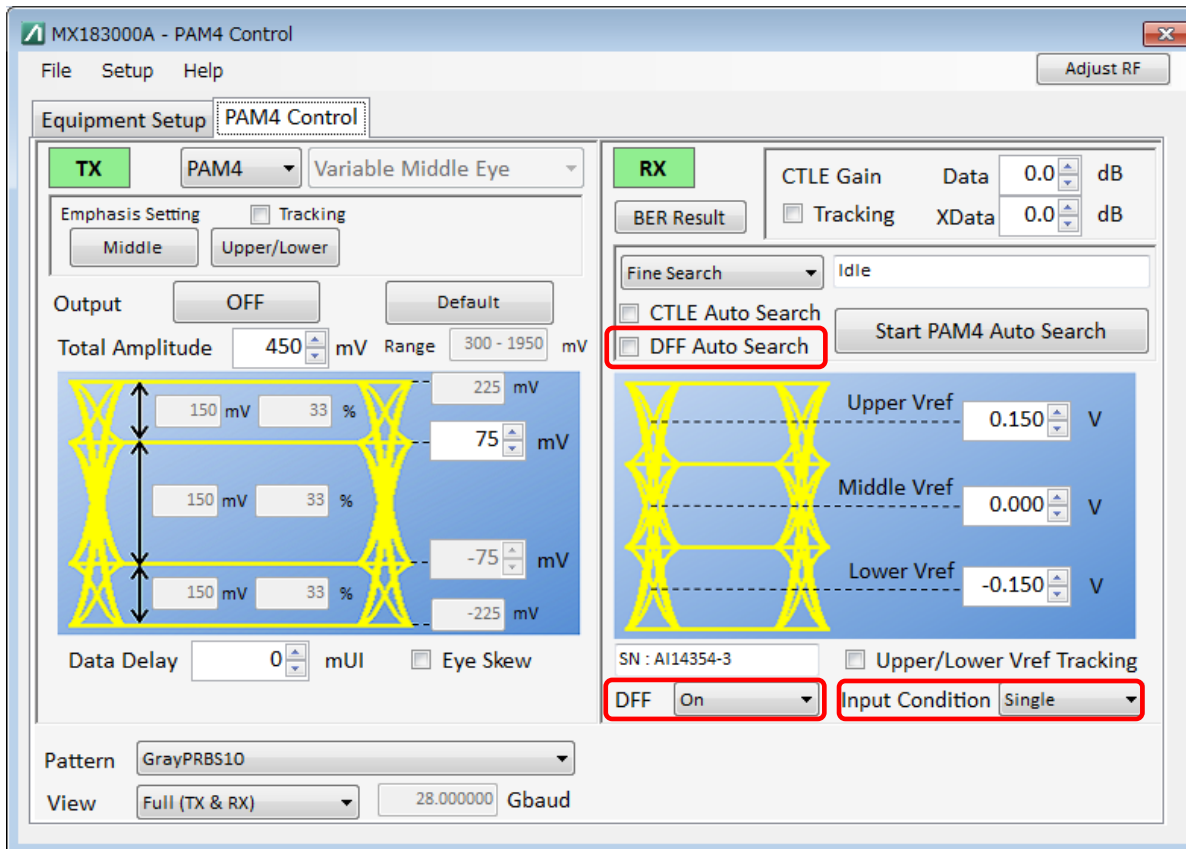 MX183000A - PAM4 Control
File Setup Help
Adjust RF
Equipment Setup
PAM4 Control
TX
PAM4
Variable Middle Eye
Emphasis Setting
Tracking
Middle
Upper/Lower
Output
OFF
Default
Total Amplitude
450 mV
Range
300 - 1950 mV
225 mV
150 mV 33 %
75 mV
150 mV 33 %
-75 mV
150 mV 33 %
-225 mV
Data Delay
0 mUI
Eye Skew
RX
BER Result
CTLE Gain
Data 0.0 dB
Tracking
XData 0.0 dB
Fine Search
Idle
CTLE Auto Search
DFF Auto Search
Start PAM4 Auto Search
Upper Vref
0.150 V
Middle Vref
0.000 V
Lower Vref
-0.150 V
SN : AI14354-3
Upper/Lower Vref Tracking
DFF On
Input Condition Single
Pattern GrayPRBS10
View Full (TX & RX)
28.000000 Gbaud